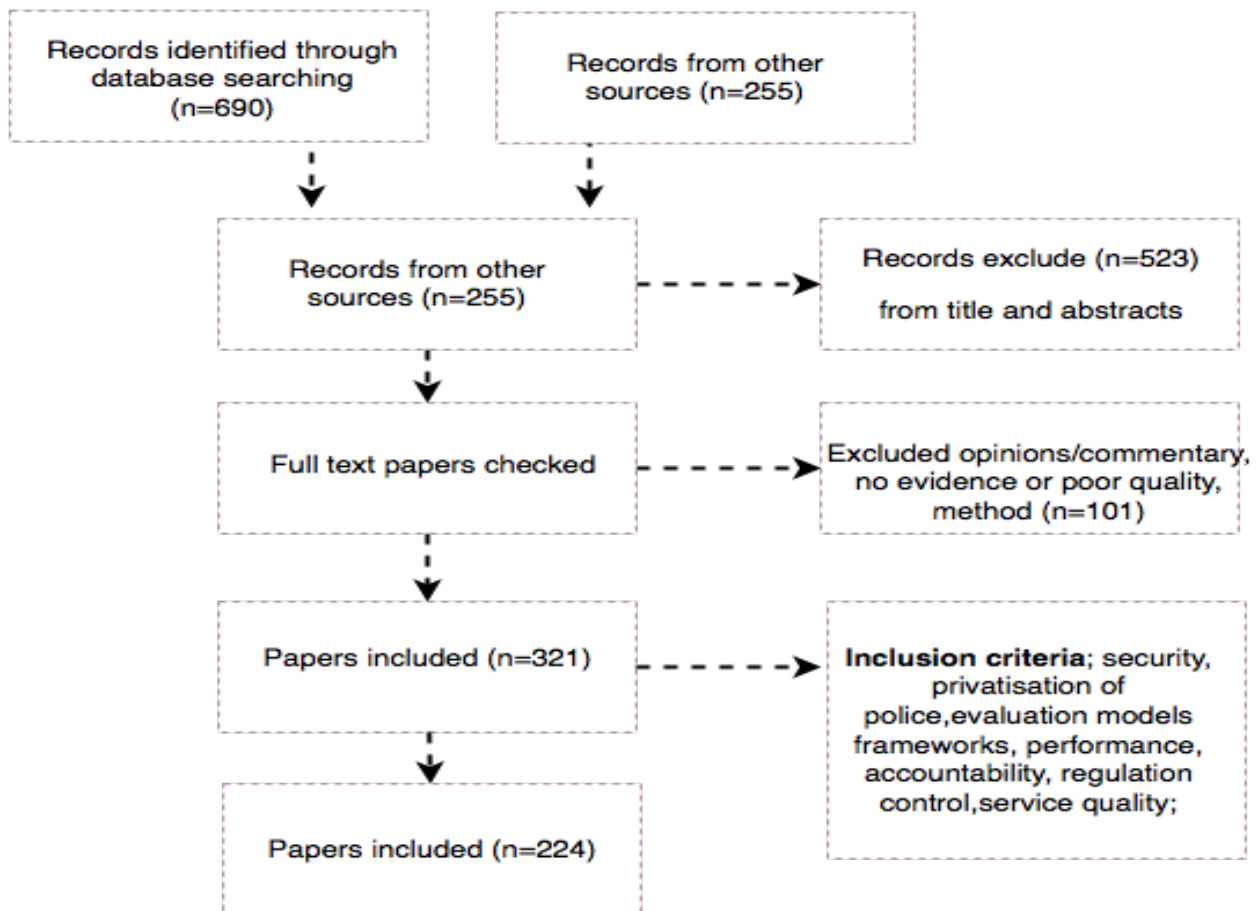 Records identified through
database searching
(n=690)
Records from other
sources (n=255)
Records from other
sources (n=255)
Records exclude (n=523)
from title and abstracts
Full text papers checked
Excluded opinions/commentary,
no evidence or poor quality,
method (n=101)
Papers included (n=321)
Inclusion criteria; security,
privatisation of
police,evaluation models
frameworks, performance,
accountability, regulation
control,service quality;
Papers included (n=224)